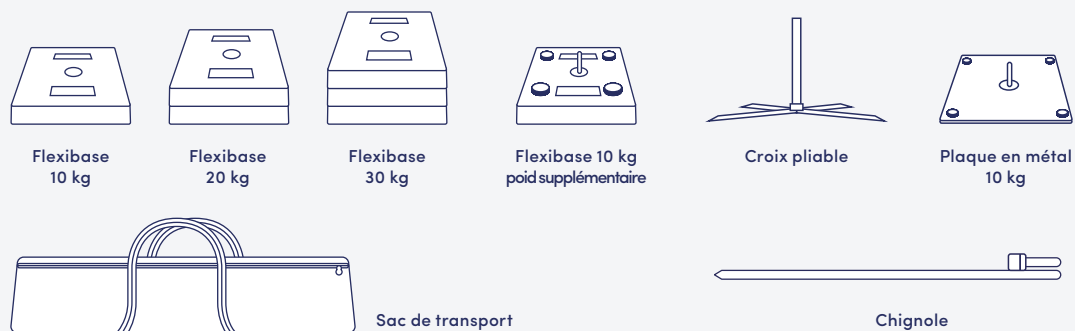 Flexibase
10 kg
Flexibase
20 kg
Flexibase
30 kg
Flexibase 10 kg
poid supplémentaire
Croix pliable
Plaque en métal
10 kg
Sac de transport
Chignole